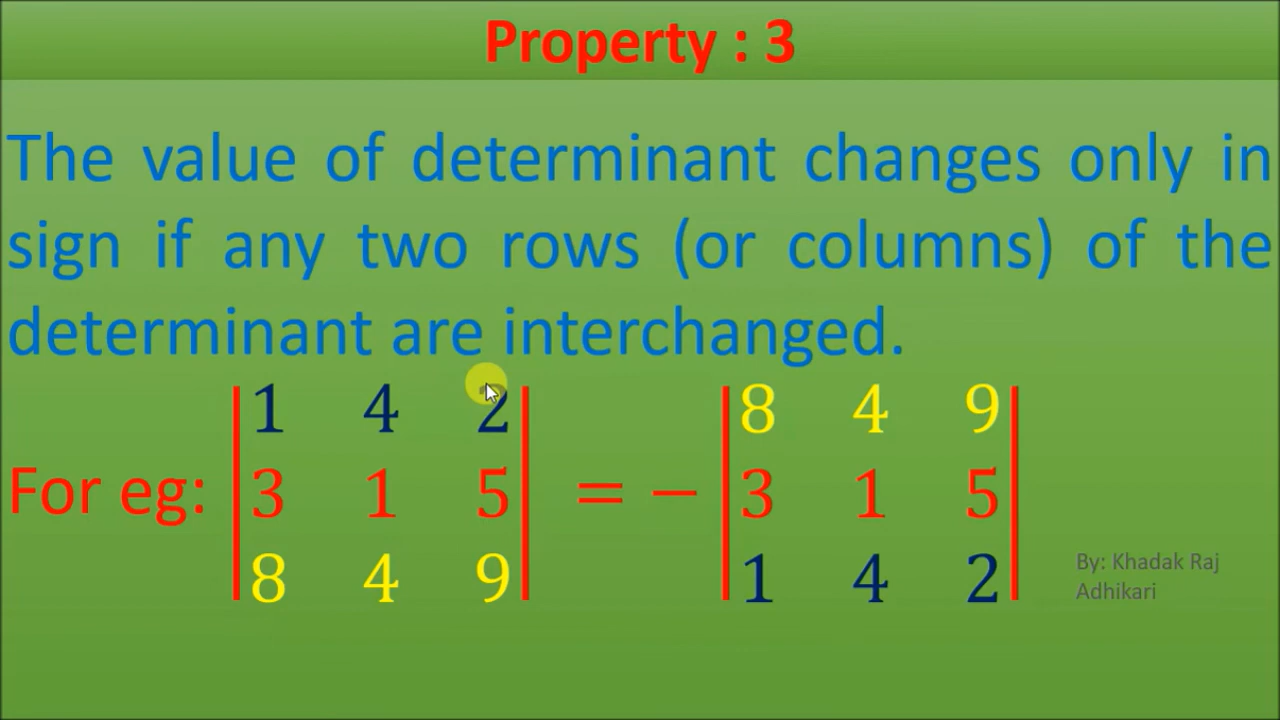 Property : 3
The value of determinant changes only in
sign if any two rows (or columns) of the
determinant are interchanged.
1 4 2 8 4 9
For eg: 3 1 5 = − 3 1 5
8 4 9 1 4 2
By: Khadak Raj
Adhikari